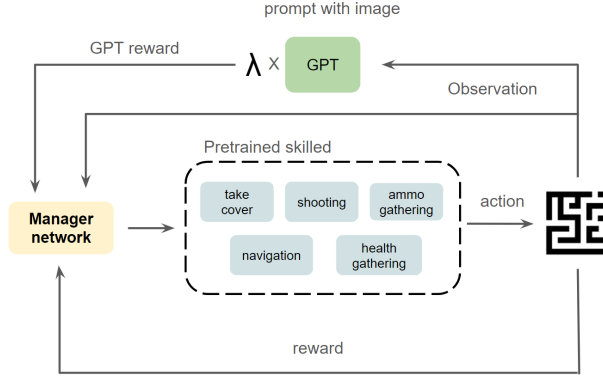 prompt with image
GPT reward
λ X
GPT
Observation
Pretrained skilled
take
cover
shooting
ammo
gathering
action
Manager
network
navigation
health
gathering
reward